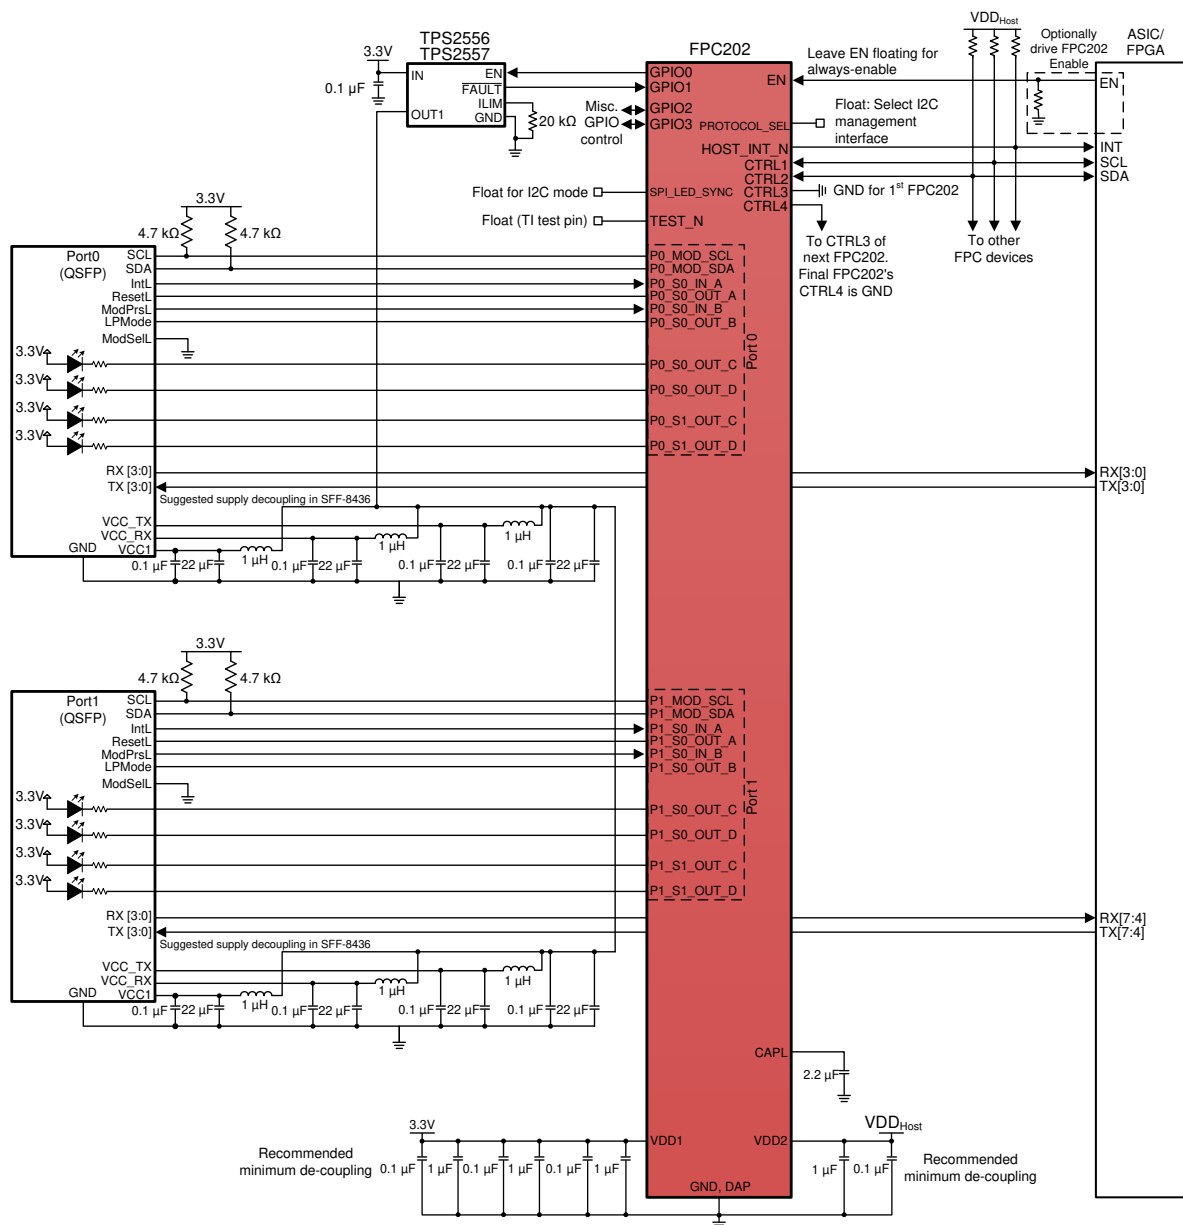 TPS2556
TPS2557
3.3V
0.1 µF
IN
OUT1
EN
FAULT
ILIM
GND
20 kΩ
FPC202
GPIO0
GPIO1
GPIO2
GPIO3
Misc.
GPIO
control
EN
PROTOCOL_SEL
HOST_INT_N
CTRL1
CTRL2
CTRL3
CTRL4
Leave EN floating for
always-enable
Float: Select I2C
management
interface
VDDHost
Optionally
drive FPC202
Enable
ASIC/
FPGA
EN
INT
SCL
SDA
GND for 1st FPC202
To CTRL3 of
next FPC202.
Final FPC202's
CTRL4 is GND
To other
FPC devices
Float for I2C mode
SPI_LED_SYNC
Float (TI test pin)
TEST_N
3.3V
4.7 kΩ
4.7 kΩ
Port0
(QSFP)
SCL
SDA
IntL
ResetL
ModPrsL
LPMode
ModSelL
3.3V
3.3V
3.3V
3.3V
RX [3:0]
TX [3:0]
P0_MOD_SCL
P0_MOD_SDA
P0_S0_IN_A
P0_S0_OUT_A
P0_S0_IN_B
P0_S0_OUT_B
P0_S0_OUT_C
P0_S0_OUT_D
P0_S1_OUT_C
P0_S1_OUT_D
Port 0
RX[3:0]
TX[3:0]
Suggested supply decoupling in SFF-8436
VCC_TX
VCC_RX
VCC1
GND
1 µH
1 µH
1 µH
0.1 µF
22 µF
0.1 µF
22 µF
0.1 µF
22 µF
0.1 µF
22 µF
3.3V
4.7 kΩ
4.7 kΩ
Port1
(QSFP)
SCL
SDA
IntL
ResetL
ModPrsL
LPMode
ModSelL
3.3V
3.3V
3.3V
3.3V
RX [3:0]
TX [3:0]
P1_MOD_SCL
P1_MOD_SDA
P1_S0_IN_A
P1_S0_OUT_A
P1_S0_IN_B
P1_S0_OUT_B
P1_S0_OUT_C
P1_S0_OUT_D
P1_S1_OUT_C
P1_S1_OUT_D
Port 1
RX[7:4]
TX[7:4]
Suggested supply decoupling in SFF-8436
VCC_TX
VCC_RX
VCC1
GND
1 µH
1 µH
1 µH
0.1 µF
22 µF
0.1 µF
22 µF
0.1 µF
22 µF
0.1 µF
22 µF
CAPL
2.2 µF
3.3V
VDD1
VDD2
VDDHost
Recommended
minimum de-coupling
0.1 µF
1 µF
0.1 µF
1 µF
0.1 µF
1 µF
1 µF
0.1 µF
Recommended
minimum de-coupling
GND, DAP